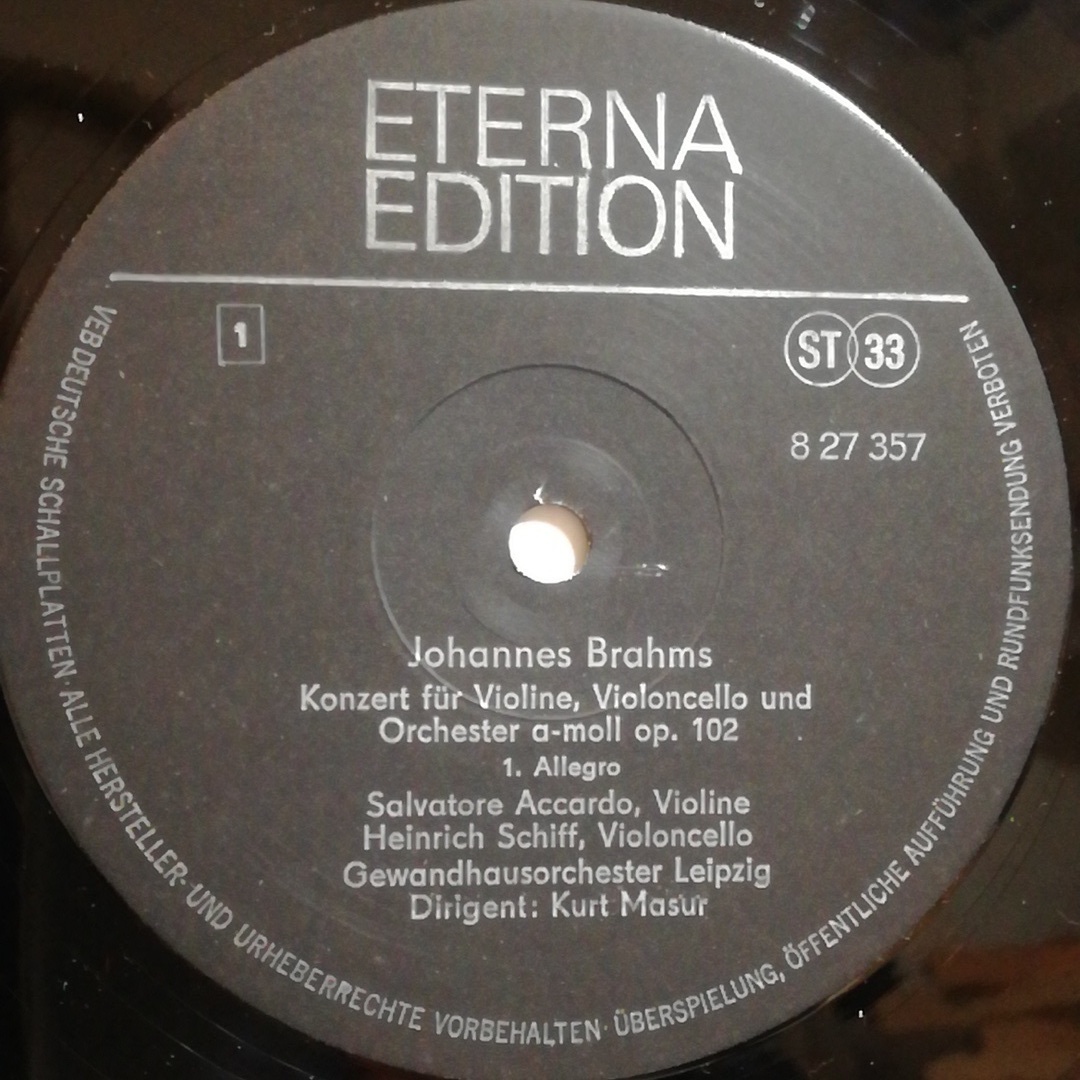 ETERNA
EDITION
1
ST 33
8 27 357
Johannes Brahms
Konzert für Violine, Violoncello und
Orchester a-moll op. 102
1. Allegro
Salvatore Accardo, Violine
Heinrich Schiff, Violoncello
Gewandhausorchester Leipzig
Dirigent: Kurt Masur
VEB DEUTSCHE SCHALLPLATTEN · ALLE HERSTELLER- UND URHEBERRECHTE VORBEHALTEN · ÜBERSPIELUNG, ÖFFENTLICHE AUFFÜHRUNG UND RUNDFUNKSENDUNG VERBOTEN